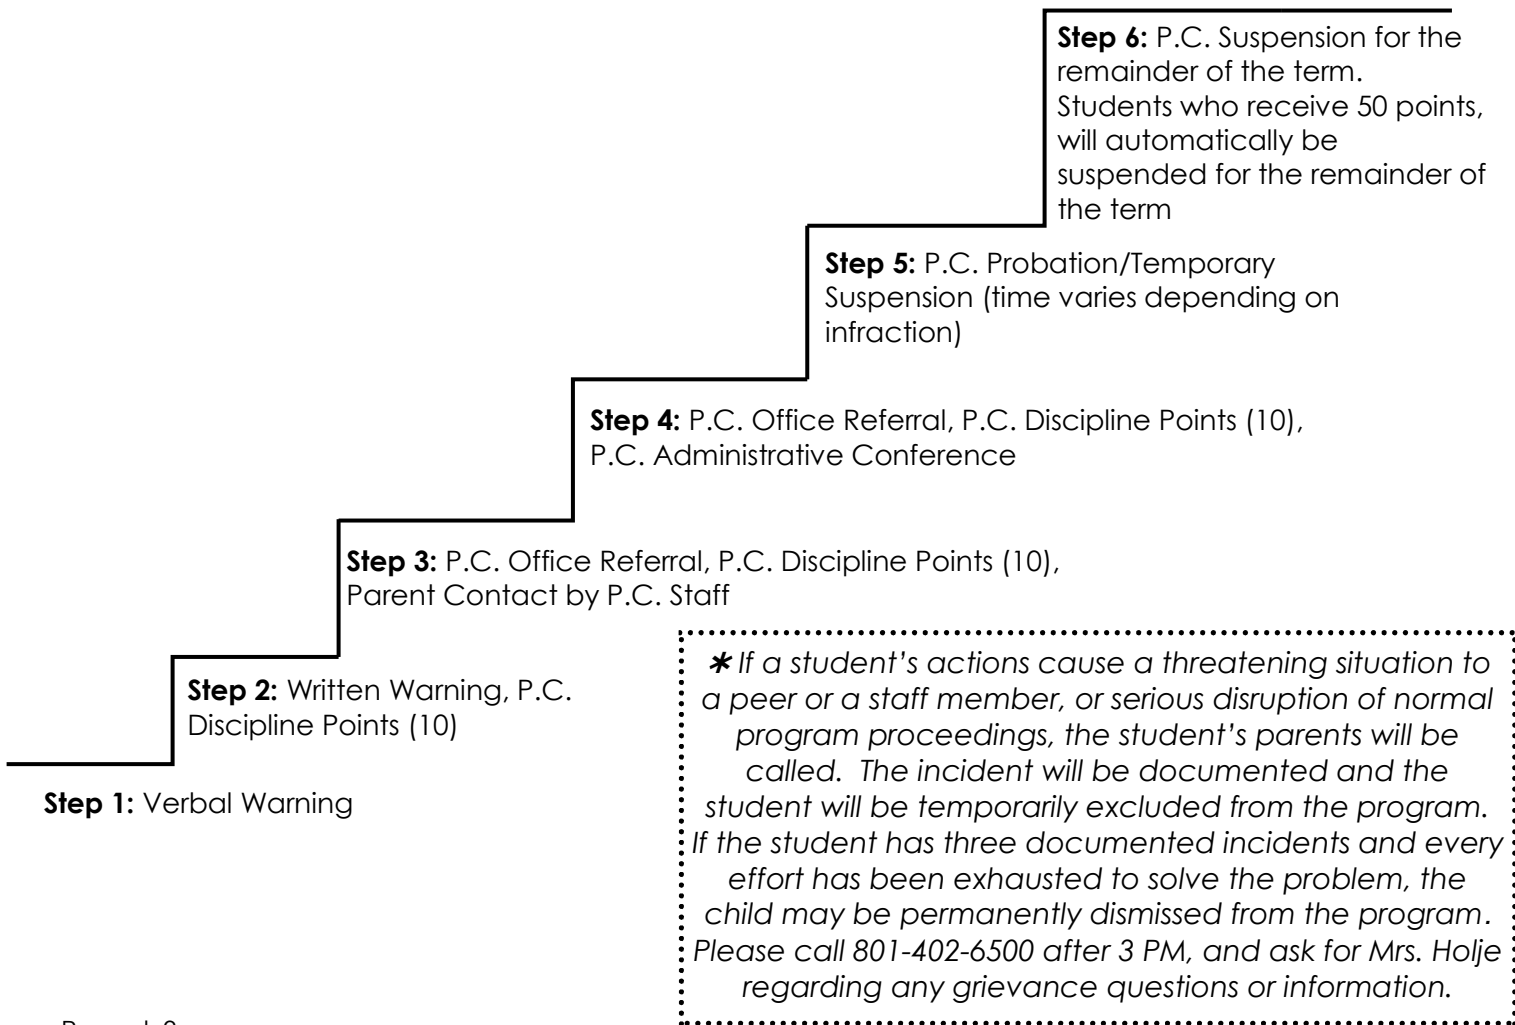 Step 6: P.C. Suspension for the
remainder of the term.
Students who receive 50 points,
will automatically be
suspended for the remainder of
the term
Step 5: P.C. Probation/Temporary
Suspension (time varies depending on
infraction)
Step 4: P.C. Office Referral, P.C. Discipline Points (10),
P.C. Administrative Conference
Step 3: P.C. Office Referral, P.C. Discipline Points (10),
Parent Contact by P.C. Staff
Step 2: Written Warning, P.C.
Discipline Points (10)
Step 1: Verbal Warning
* If a student’s actions cause a threatening situation to
a peer or a staff member, or serious disruption of normal
program proceedings, the student’s parents will be
called. The incident will be documented and the
student will be temporarily excluded from the program.
If the student has three documented incidents and every
effort has been exhausted to solve the problem, the
child may be permanently dismissed from the program.
Please call 801-402-6500 after 3 PM, and ask for Mrs. Holje
regarding any grievance questions or information.